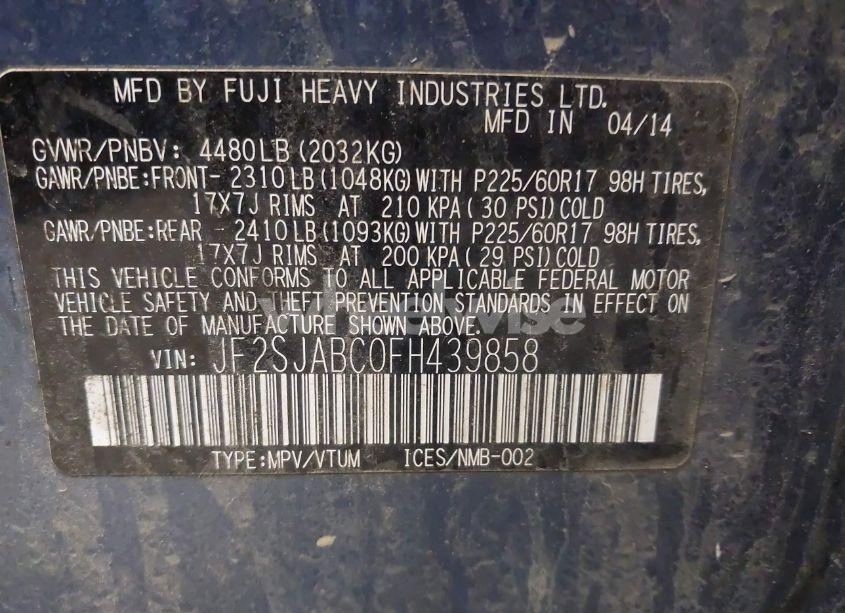 MFD BY FUJI HEAVY INDUSTRIES LTD.
MFD IN 04/14
GVWR/PNBV: 4480LB (2032KG)
GAWR/PNBE:FRONT- 2310 LB (1048KG) WITH P225/60R17 98H TIRES,
17X7J RIMS AT 210 KPA ( 30 PSI) COLD
GAWR/PNBE:REAR - 2410 LB (1093KG) WITH P225/60R17 98H TIRES,
17X7J RIMS AT 200 KPA ( 29 PSI) COLD
THIS VEHICLE CONFORMS TO ALL APPLICABLE FEDERAL MOTOR
VEHICLE SAFETY AND THEFT PREVENTION STANDARDS IN EFFECT ON
THE DATE OF MANUFACTURE SHOWN ABOVE.
VIN: JF2SJABC0FH439858
TYPE:MPV/VTUM ICES/NMB-002